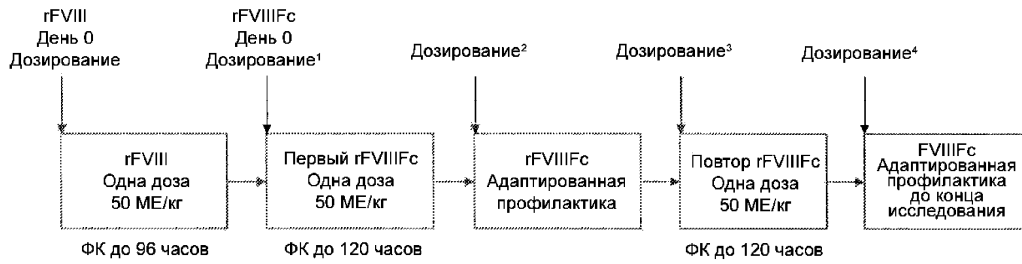 rFVIII
День 0
Дозирование
rFVIIIFc
День 0
Дозирование¹
Дозирование²
Дозирование³
Дозирование⁴
rFVIII
Одна доза
50 МЕ/кг
Первый rFVIIIFc
Одна доза
50 МЕ/кг
rFVIIIFc
Адаптированная
профилактика
Повтор rFVIIIFc
Одна доза
50 МЕ/кг
FVIIIFc
Адаптированная
профилактика
до конца
исследования
ФК до 96 часов
ФК до 120 часов
ФК до 120 часов